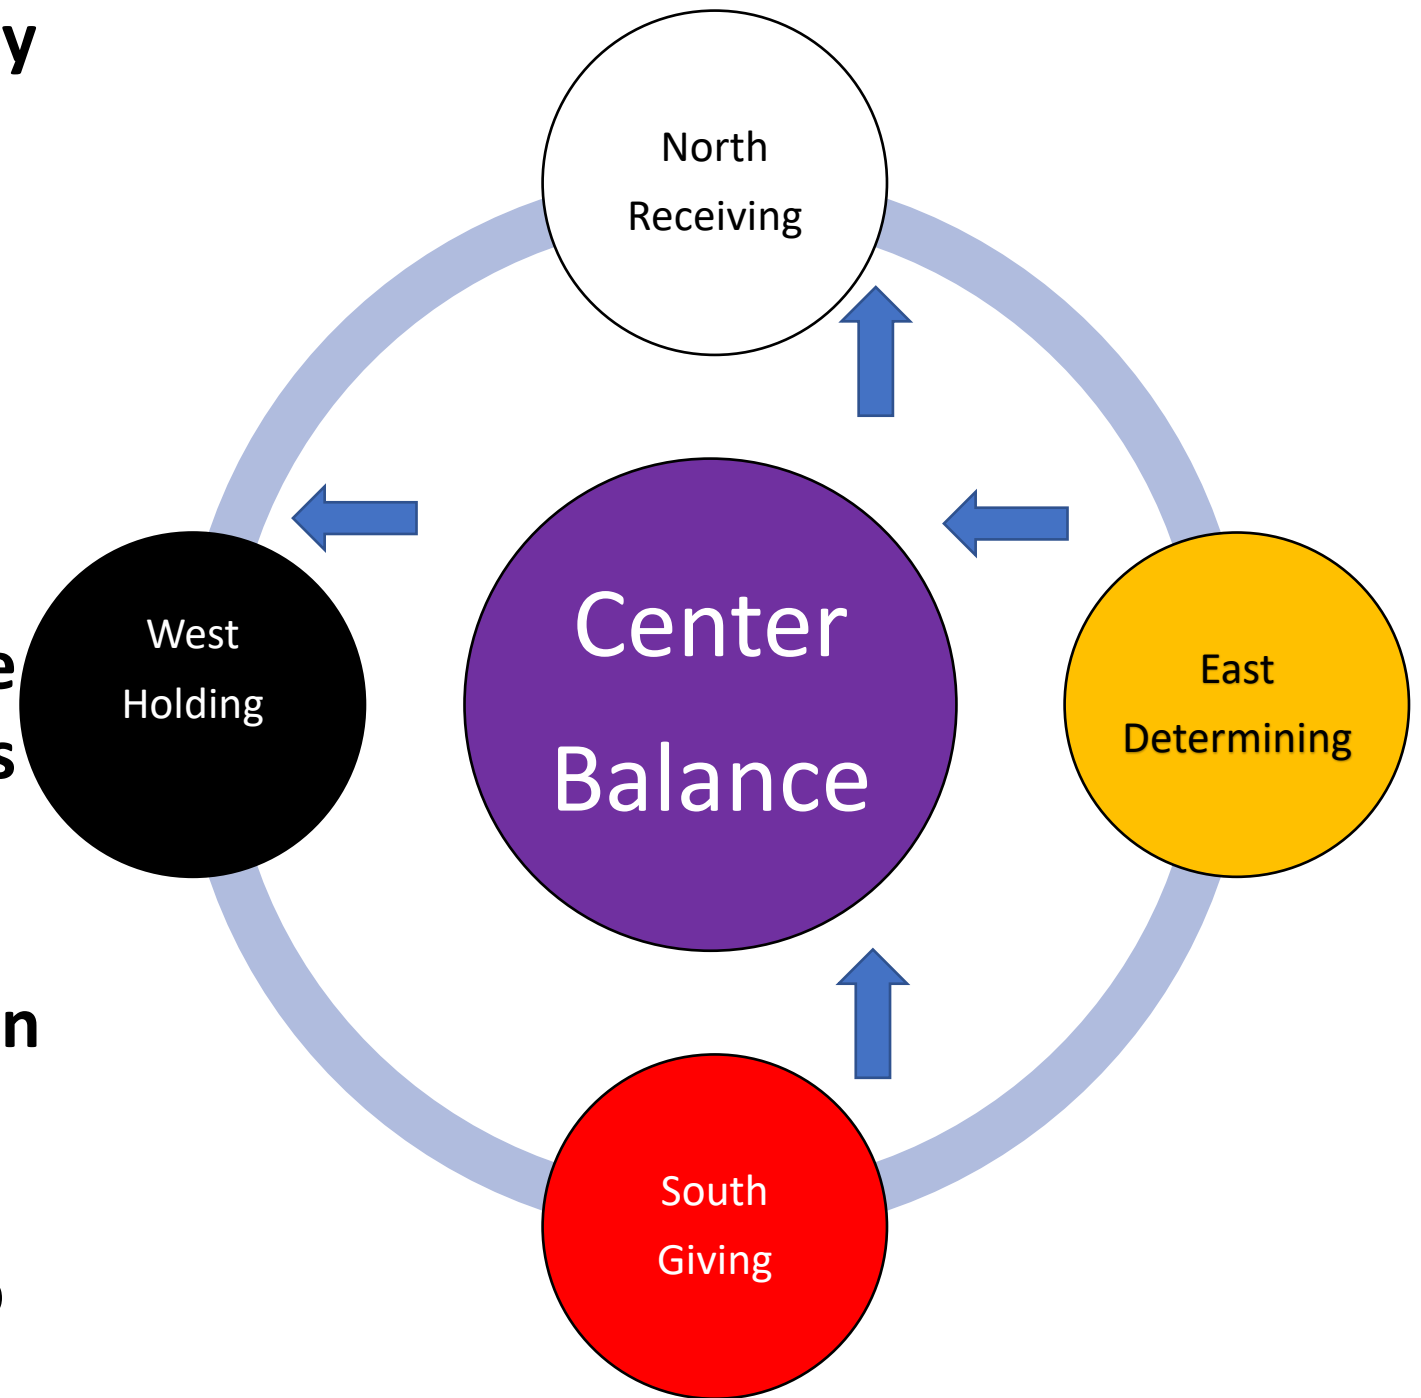 y
North
Receiving
West
Holding
e
s
Center
Balance
East
Determining
n
South
Giving